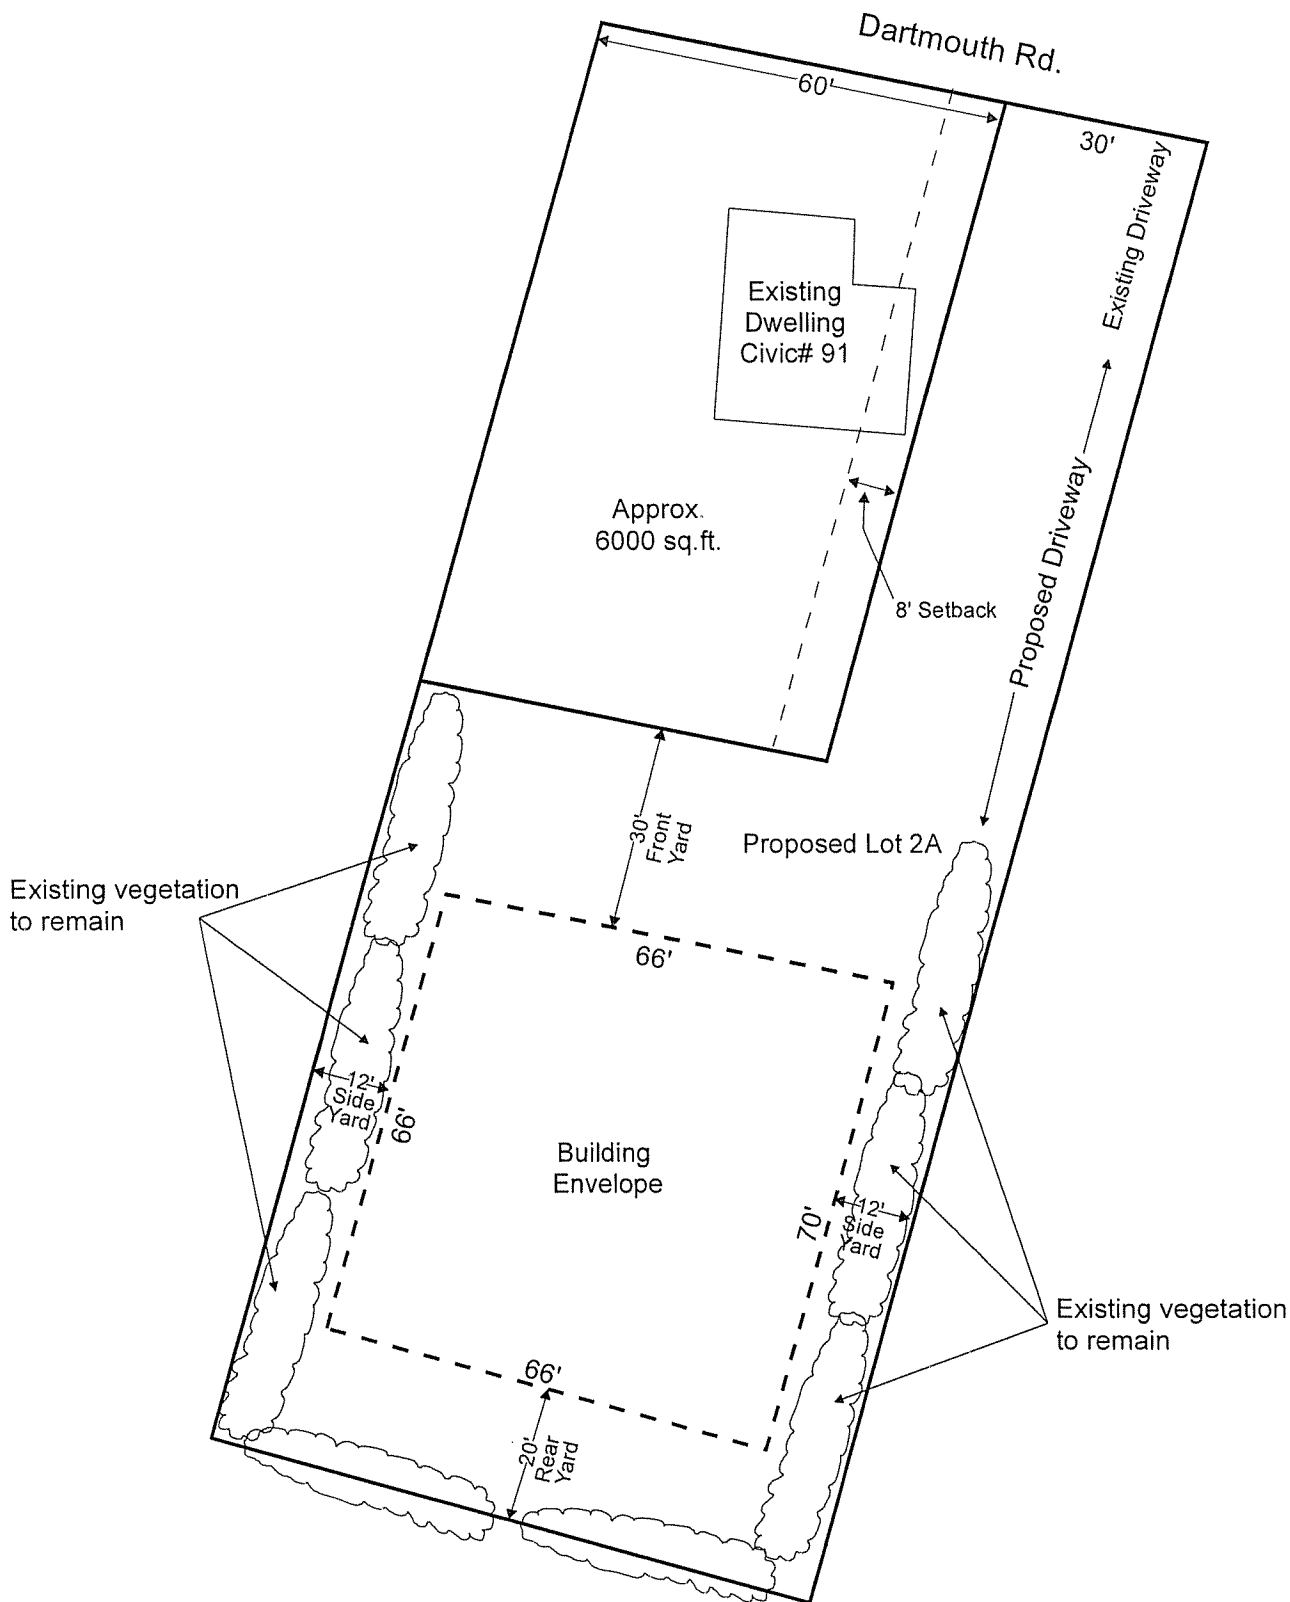 Dartmouth Rd.
60'
30'
Existing Driveway
Existing
Dwelling
Civic# 91
Approx.
6000 sq.ft.
8' Setback
Proposed Driveway
30'
Front
Yard
Proposed Lot 2A
Existing vegetation
to remain
66'
12'
Side
Yard
66'
Building
Envelope
70'
12'
Side
Yard
Existing vegetation
to remain
66'
20'
Rear
Yard